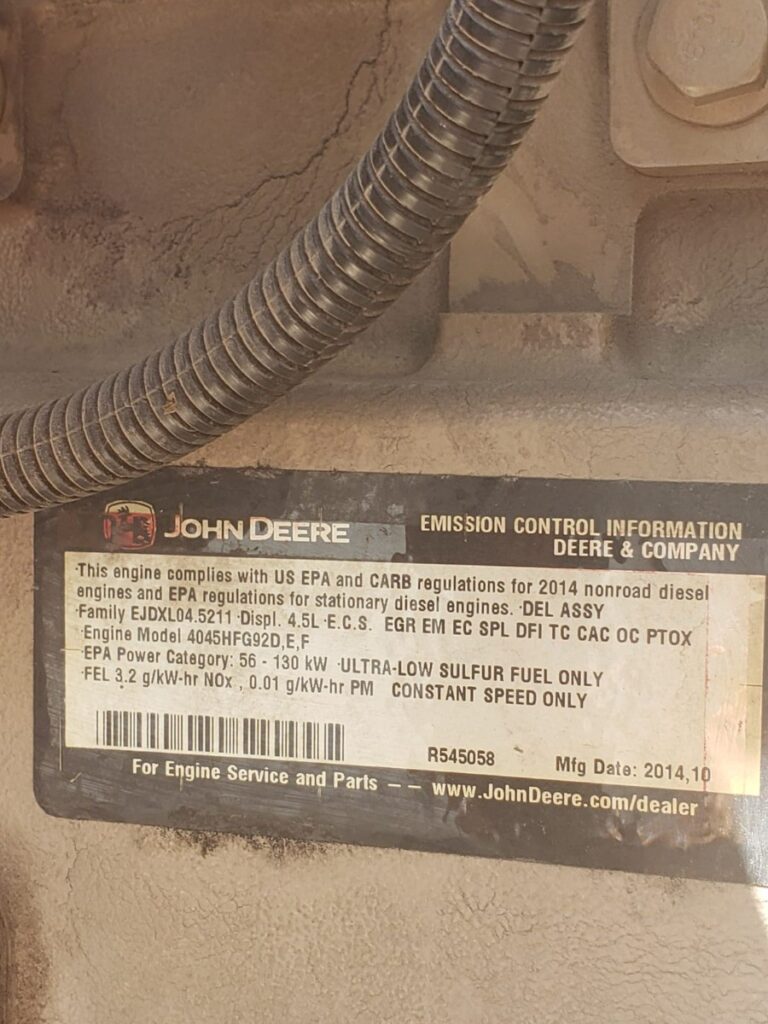 JOHN DEERE
EMISSION CONTROL INFORMATION
DEERE & COMPANY
·This engine complies with US EPA and CARB regulations for 2014 nonroad diesel
engines and EPA regulations for stationary diesel engines. ·DEL ASSY
·Family EJDXL04.5211 ·Displ. 4.5L ·E.C.S. EGR EM EC SPL DFI TC CAC OC PTOX
·Engine Model 4045HFG92D,E,F
·EPA Power Category: 56 - 130 kW ·ULTRA-LOW SULFUR FUEL ONLY
·FEL 3.2 g/kW-hr NOx , 0.01 g/kW-hr PM CONSTANT SPEED ONLY
R545058
Mfg Date: 2014,10
For Engine Service and Parts -- www.JohnDeere.com/dealer